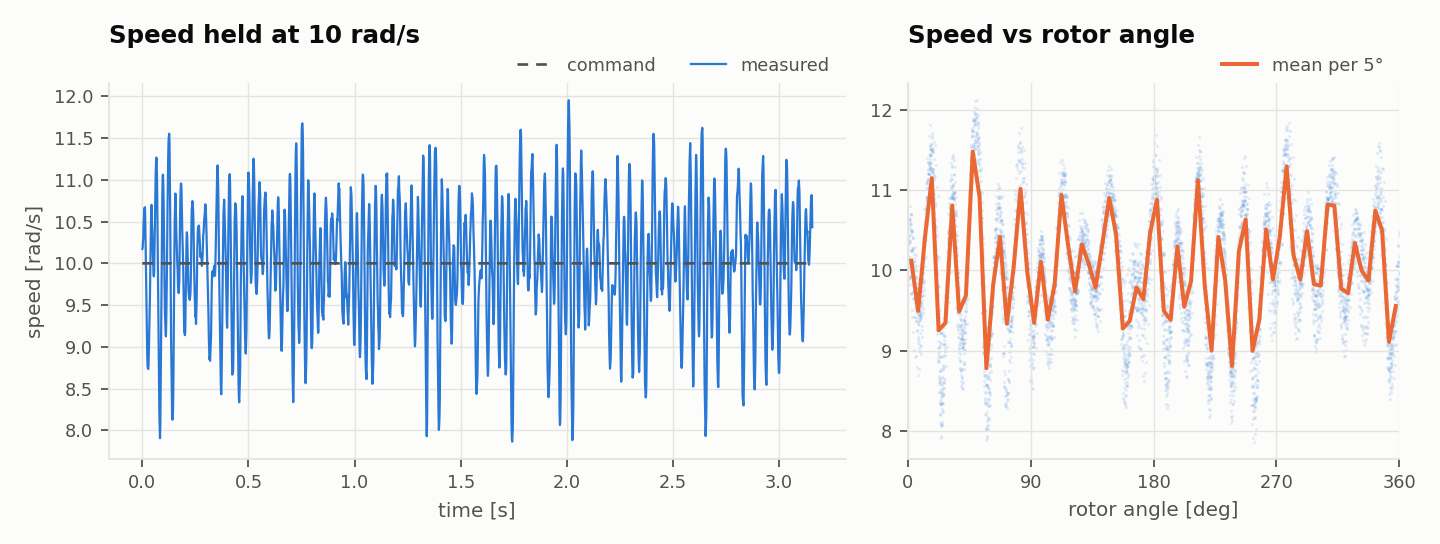 Speed held at 10 rad/s
command measured
12.0
11.5
11.0
10.5
10.0
9.5
9.0
8.5
8.0
speed [rad/s]
0.0 0.5 1.0 1.5 2.0 2.5 3.0
time [s]
Speed vs rotor angle
mean per 5°
12
11
10
9
8
0 90 180 270 360
rotor angle [deg]